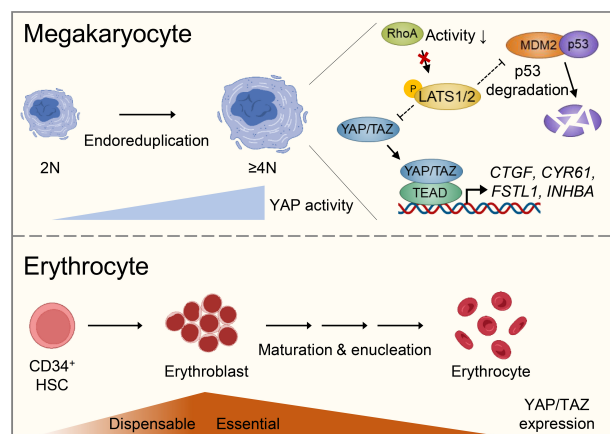 Megakaryocyte
2N
Endoreduplication
≥4N
YAP activity
RhoA Activity ↓
P
LATS1/2
MDM2 p53
p53
degradation
YAP/TAZ
YAP/TAZ
TEAD
CTGF, CYR61,
FSTL1, INHBA
Erythrocyte
CD34+
HSC
Erythroblast
Maturation & enucleation
Erythrocyte
Dispensable Essential
YAP/TAZ
expression